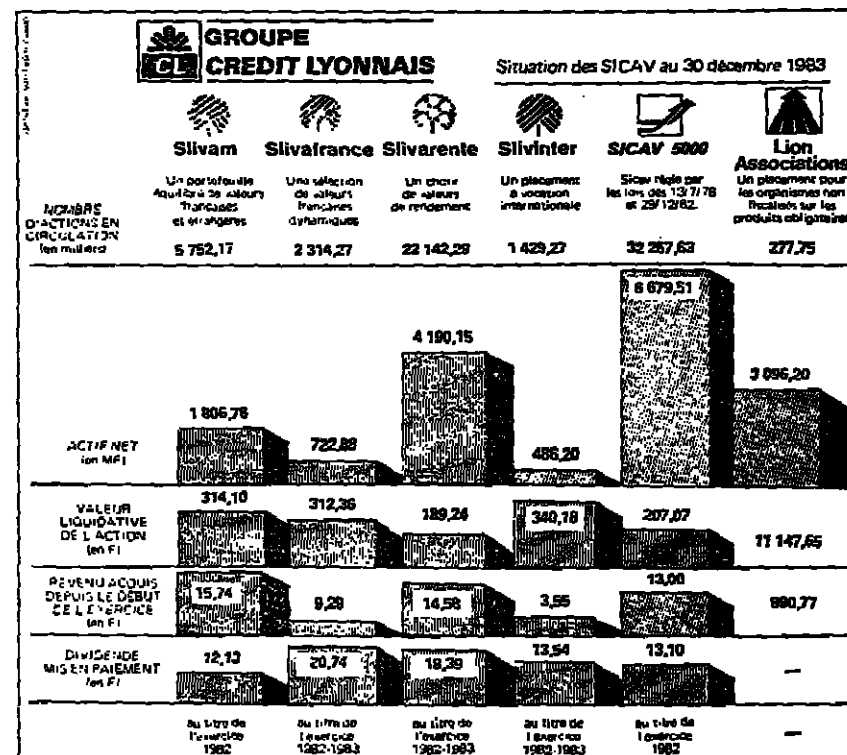 GROUPE
CREDIT LYONNAIS
CL
Situation des SICAV au 30 décembre 1983
Slivam
Slivafrance
Slivarente
Slivinter
SICAV 5000
Lion
Associations
Un portefeuille
équilibré de valeurs
françaises
et étrangères
Une sélection
de valeurs
françaises
dynamiques
Un choix
de valeurs
de rendement
Un placement
à vocation
internationale
Sicav régie par
les lois des 13/7/78
et 29/12/82.
Un placement pour
les organismes non
fiscalisés sur les
produits obligataires
NOMBRE
D'ACTIONS EN
CIRCULATION
(en milliers)
5 752,17
2 314,27
22 142,29
1 429,27
32 257,63
277,75
ACTIF NET
(en MF)
1 806,76
722,88
4 190,15
486,20
6 679,51
3 096,20
VALEUR
LIQUIDATIVE
DE L'ACTION
(en F)
314,10
312,36
189,24
340,18
207,07
11 147,65
REVENU ACQUIS
DEPUIS LE DÉBUT
DE L'EXERCICE
(en F)
15,74
9,29
14,58
3,55
13,00
990,77
DIVIDENDE
MIS EN PAIEMENT
(en F)
12,13
20,74
18,39
13,54
13,10
—
au titre de
l'exercice
1982
au titre de
l'exercice
1982-1983
au titre de
l'exercice
1982-1983
au titre de
l'exercice
1982-1983
au titre de
l'exercice
1982
—